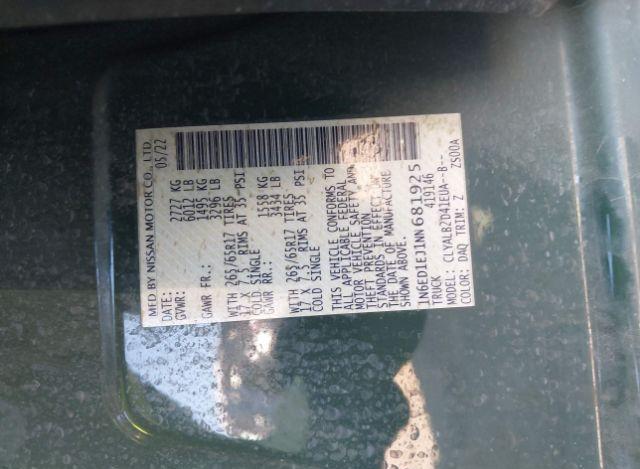 MFD BY NISSAN MOTOR CO., LTD.
DATE: 05/22
GVWR: 2727 KG
6012 LB
GAWR FR.: 1495 KG
3296 LB
WITH 265/65R17 TIRES
17 X 7.5 RIMS AT 35 PSI
COLD SINGLE
GAWR RR.: 1558 KG
3434 LB
WITH 265/65R17 TIRES
17 X 7.5 RIMS AT 35 PSI
COLD SINGLE
THIS VEHICLE CONFORMS TO
ALL APPLICABLE FEDERAL
MOTOR VEHICLE SAFETY AND
THEFT PREVENTION
STANDARDS IN EFFECT ON
THE DATE OF MANUFACTURE
SHOWN ABOVE.
1N6ED1EJ1NN681925
TRUCK 419146
MODEL: CLYALBZD41EUA--B--
COLOR: DAQ TRIM: Z ZS00A